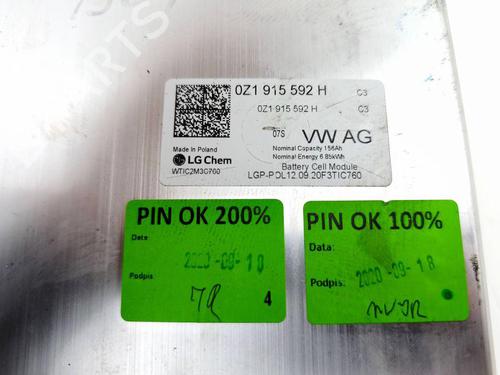 0Z1 915 592 H C3
0Z1 915 592 H C3
07S VW AG
Nominal Capacity 156Ah
Nominal Energy 6.85kWh
Made in Poland
LG Chem
WTIC2M3C760
Battery Cell Module
LGP-PDL12.09.20F3TIC760
PIN OK 200%
Data:
2020-09-18
Podpis:
4
PIN OK 100%
Data:
Podpis: 2020-09-18